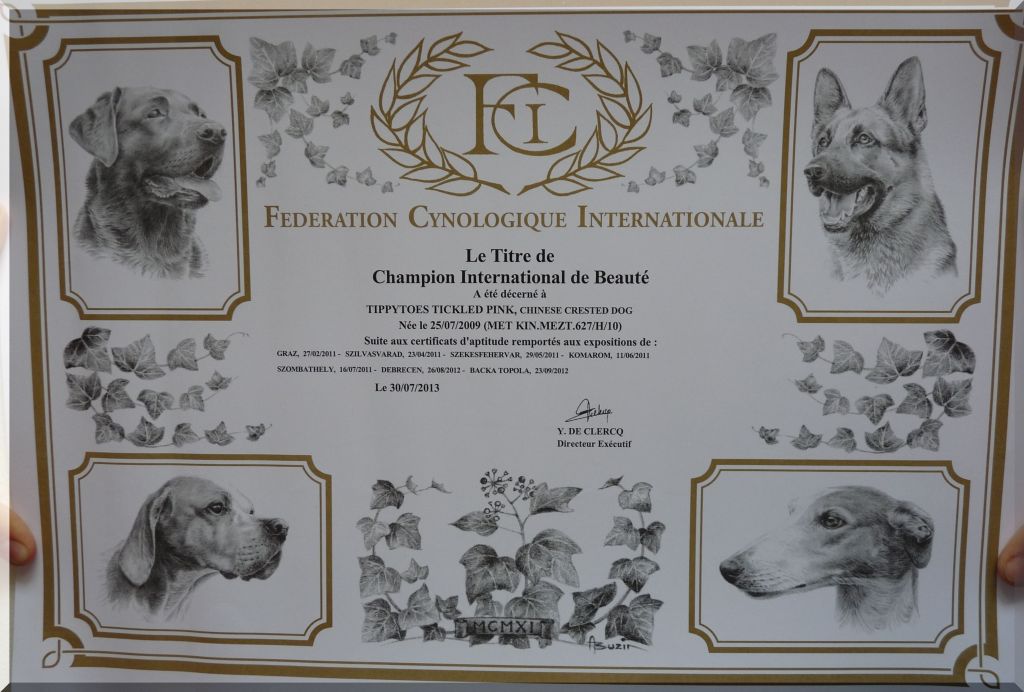 FCI
FEDERATION CYNOLOGIQUE INTERNATIONALE
Le Titre de
Champion International de Beauté
A été décerné à
TIPPYTOES TICKLED PINK, CHINESE CRESTED DOG
Née le 25/07/2009 (MET KIN.MEZT.627/H/10)
Suite aux certificats d'aptitude remportés aux expositions de :
GRAZ, 27/02/2011 - SZILVASVARAD, 23/04/2011 - SZEKESFEHERVAR, 29/05/2011 - KOMAROM, 11/06/2011
SZOMBATHELY, 16/07/2011 - DEBRECEN, 26/08/2012 - BACKA TOPOLA, 23/09/2012
Le 30/07/2013
Y. DE CLERCQ
Directeur Exécutif
MCMXI